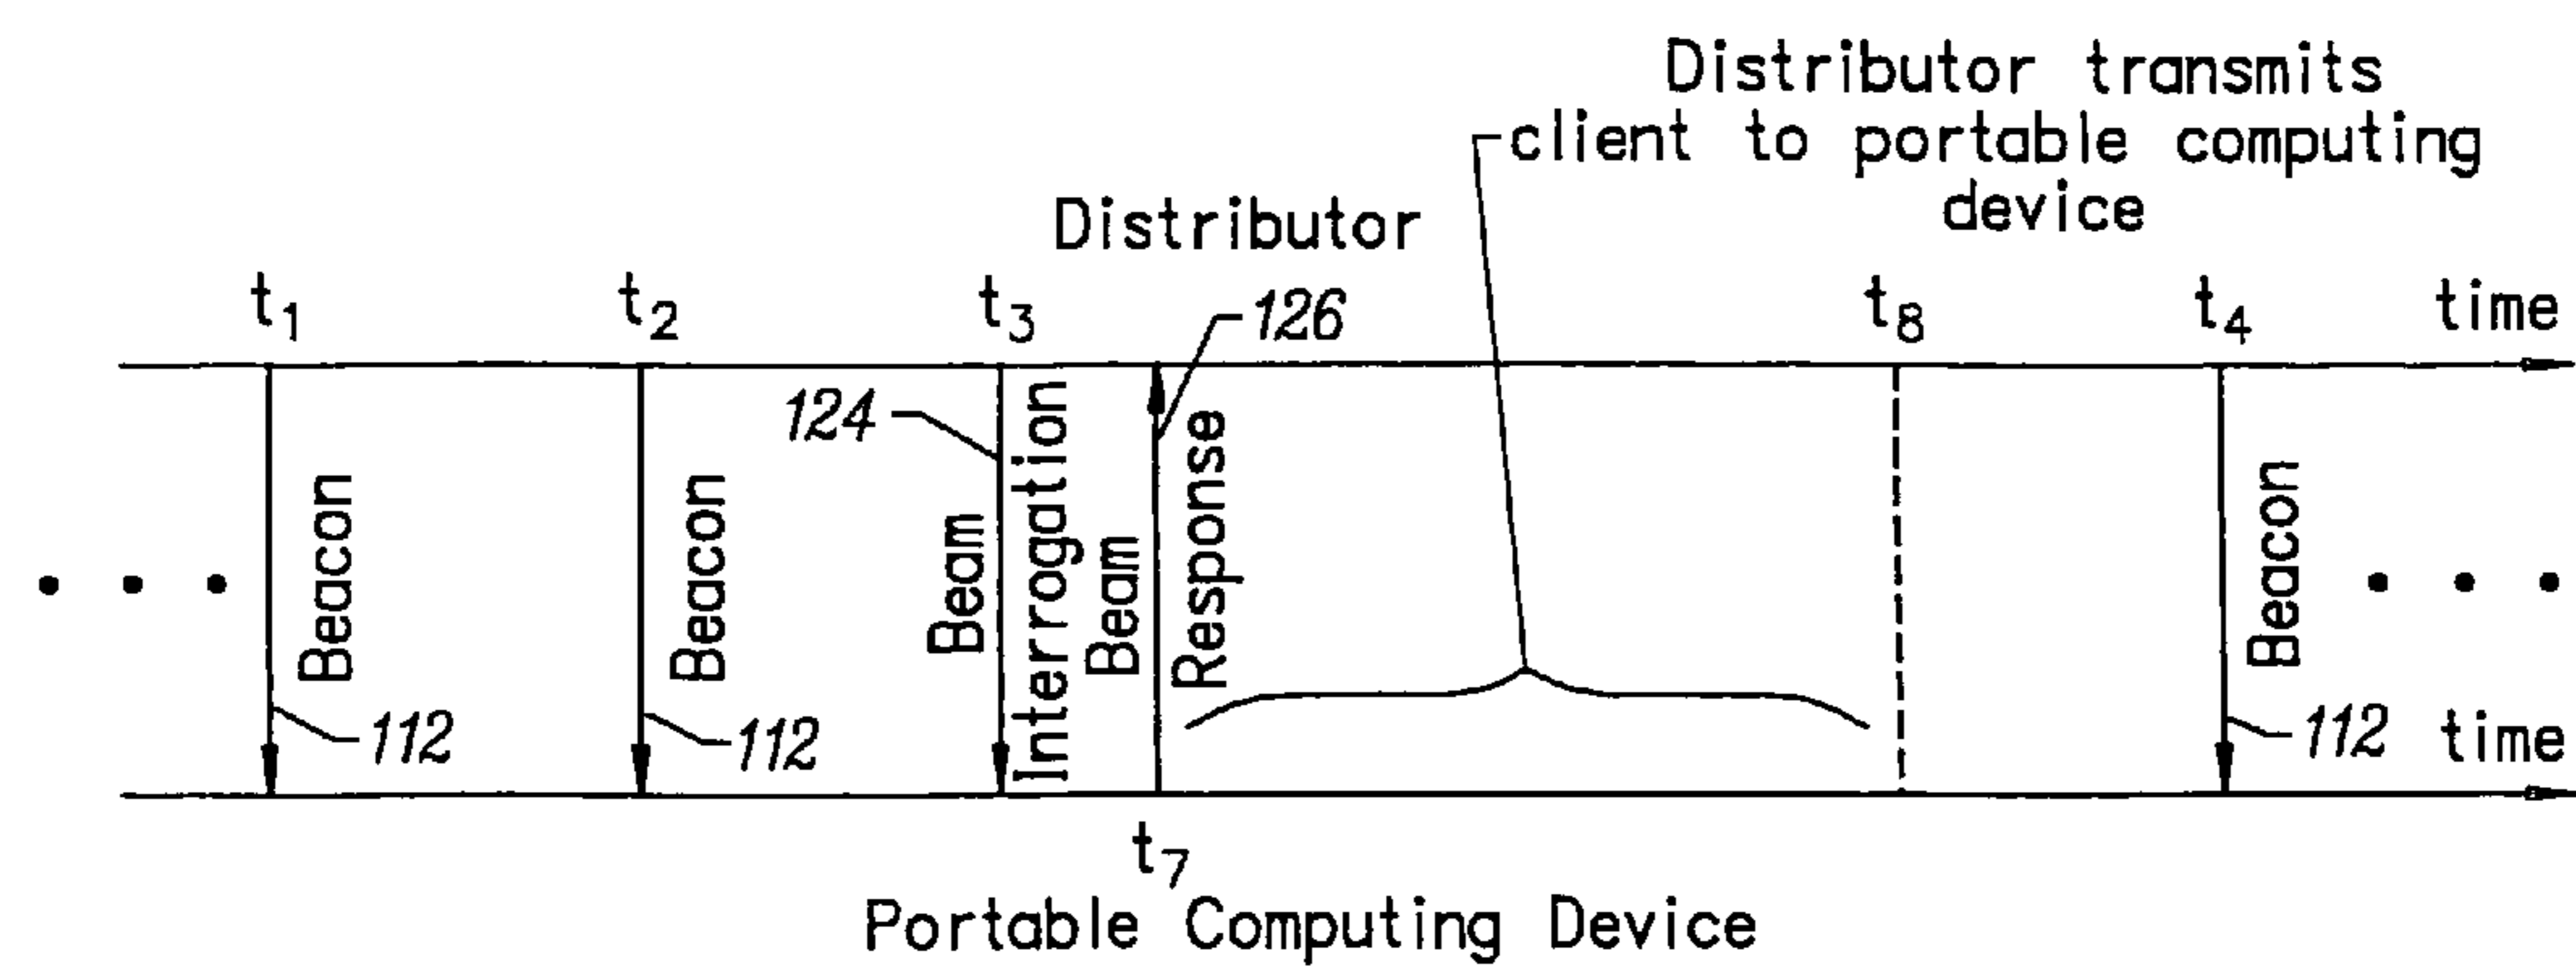 Distributor transmits
client to portable computing
device
Distributor
t1 t2 t3 t8 t4 time
126
124
Beacon
Beacon
Beam
Interrogation
Beam
Response
Beacon
112
112
112
time
t7
Portable Computing Device